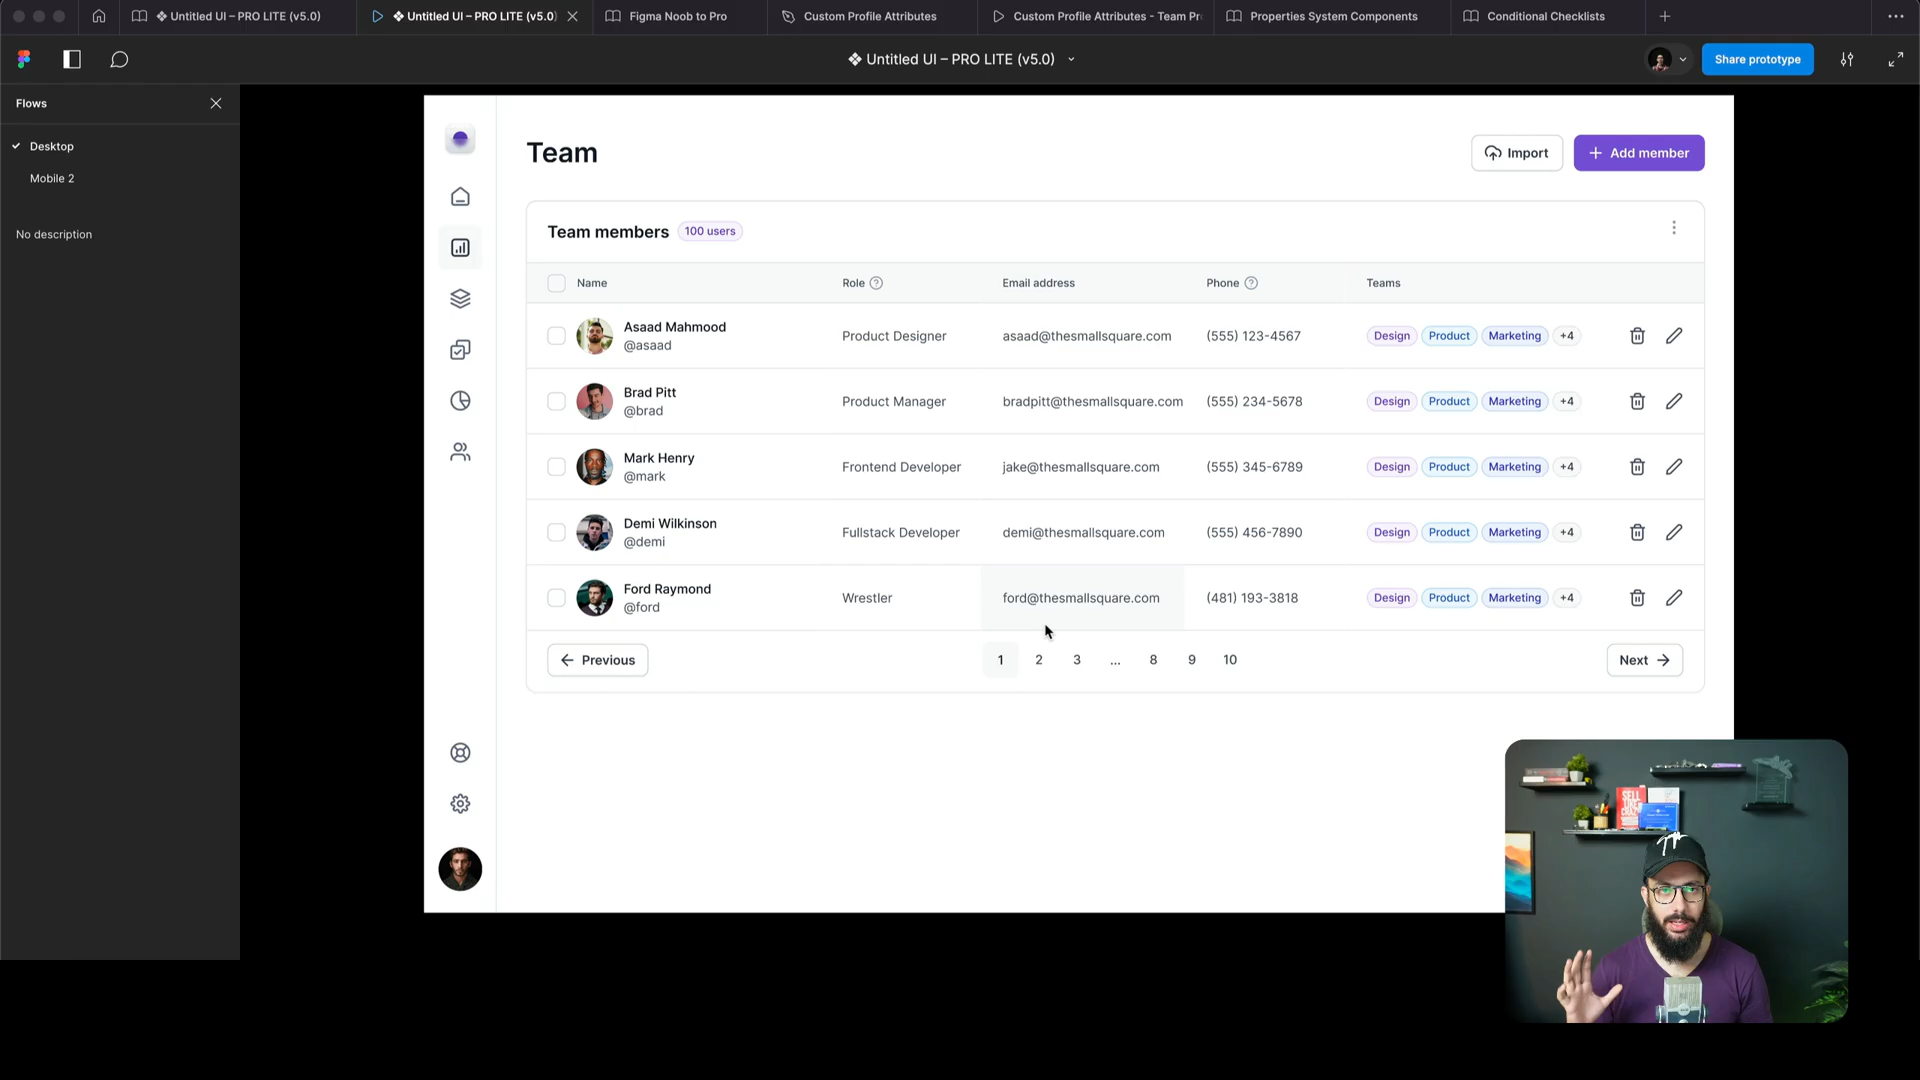 ❖ Untitled UI – PRO LITE (v5.0)
❖ Untitled UI – PRO LITE (v5.0)
Figma Noob to Pro
Custom Profile Attributes
Custom Profile Attributes - Team Pr
Properties System Components
Conditional Checklists
❖ Untitled UI – PRO LITE (v5.0)
Share prototype
Flows
Desktop
Mobile 2
No description
Team
Import
Add member
Team members 100 users
Name Role Email address Phone Teams
Asaad Mahmood
@asaad
Product Designer asaad@thesmallsquare.com (555) 123-4567 Design Product Marketing +4
Brad Pitt
@brad
Product Manager bradpitt@thesmallsquare.com (555) 234-5678 Design Product Marketing +4
Mark Henry
@mark
Frontend Developer jake@thesmallsquare.com (555) 345-6789 Design Product Marketing +4
Demi Wilkinson
@demi
Fullstack Developer demi@thesmallsquare.com (555) 456-7890 Design Product Marketing +4
Ford Raymond
@ford
Wrestler ford@thesmallsquare.com (481) 193-3818 Design Product Marketing +4
Previous 1 2 3 ... 8 9 10 Next
SELL
LIKE
CRAZY